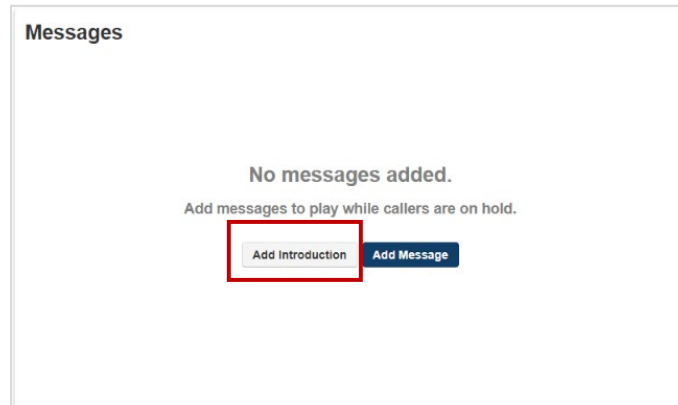 Messages
No messages added.
Add messages to play while callers are on hold.
Add Introduction Add Message